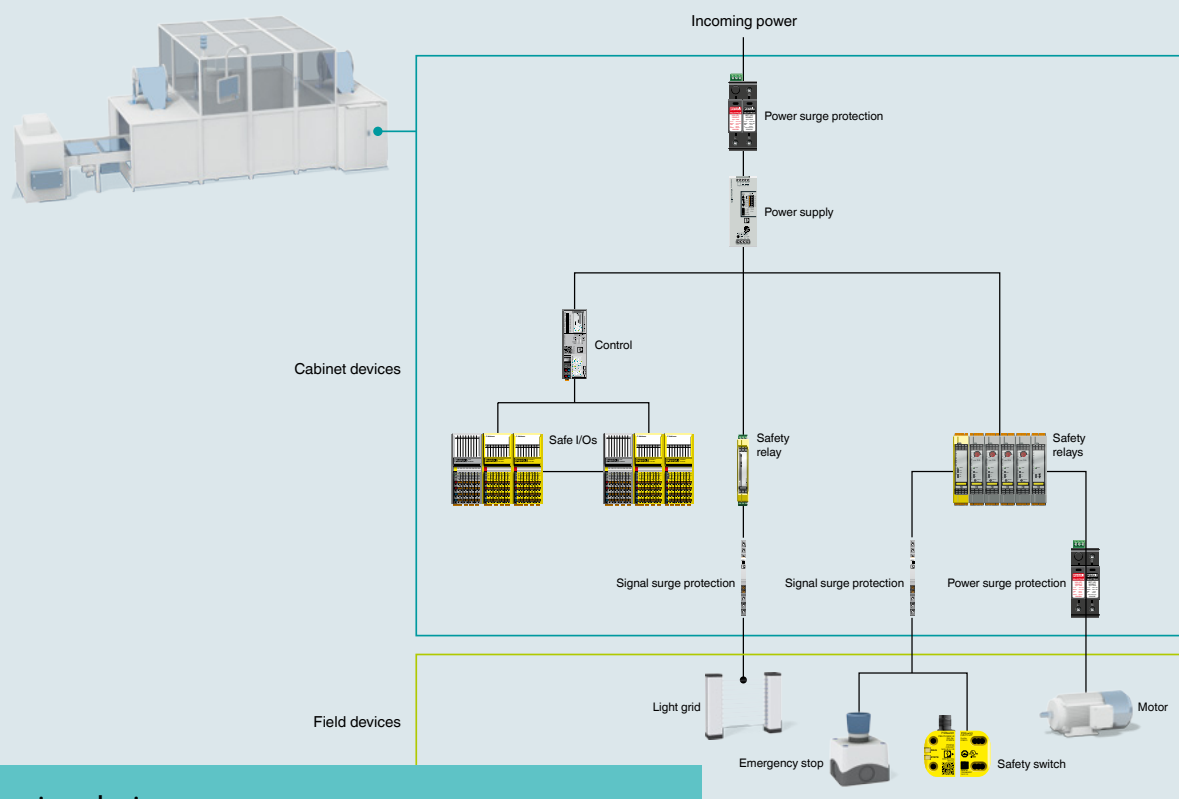 Incoming power
Power surge protection
Power supply
Control
Cabinet devices
Safe I/Os
Safety
relay
Safety
relays
Signal surge protection
Signal surge protection
Power surge protection
Light grid
Motor
Field devices
Emergency stop
Safety switch